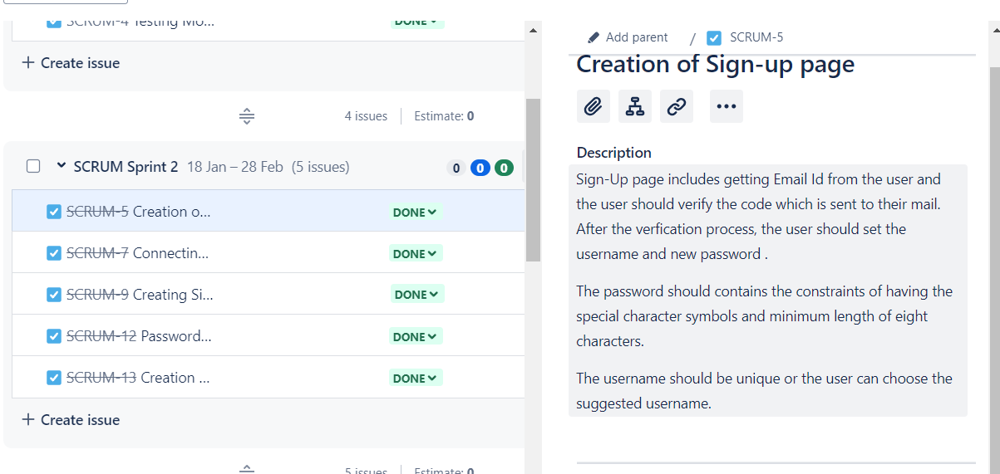 SCRUM-4 Testing Mo...
DONE
+ Create issue
4 issues
Estimate: 0
SCRUM Sprint 2 18 Jan – 28 Feb (5 issues)
0 0 0
SCRUM-5 Creation o...
DONE
SCRUM-7 Connectin...
DONE
SCRUM-9 Creating Si...
DONE
SCRUM-12 Password...
DONE
SCRUM-13 Creation ...
DONE
+ Create issue
5 issues
Estimate: 0
Add parent / SCRUM-5
Creation of Sign-up page
Description
Sign-Up page includes getting Email Id from the user and
the user should verify the code which is sent to their mail.
After the verfication process, the user should set the
username and new password .
The password should contains the constraints of having the
special character symbols and minimum length of eight
characters.
The username should be unique or the user can choose the
suggested username.